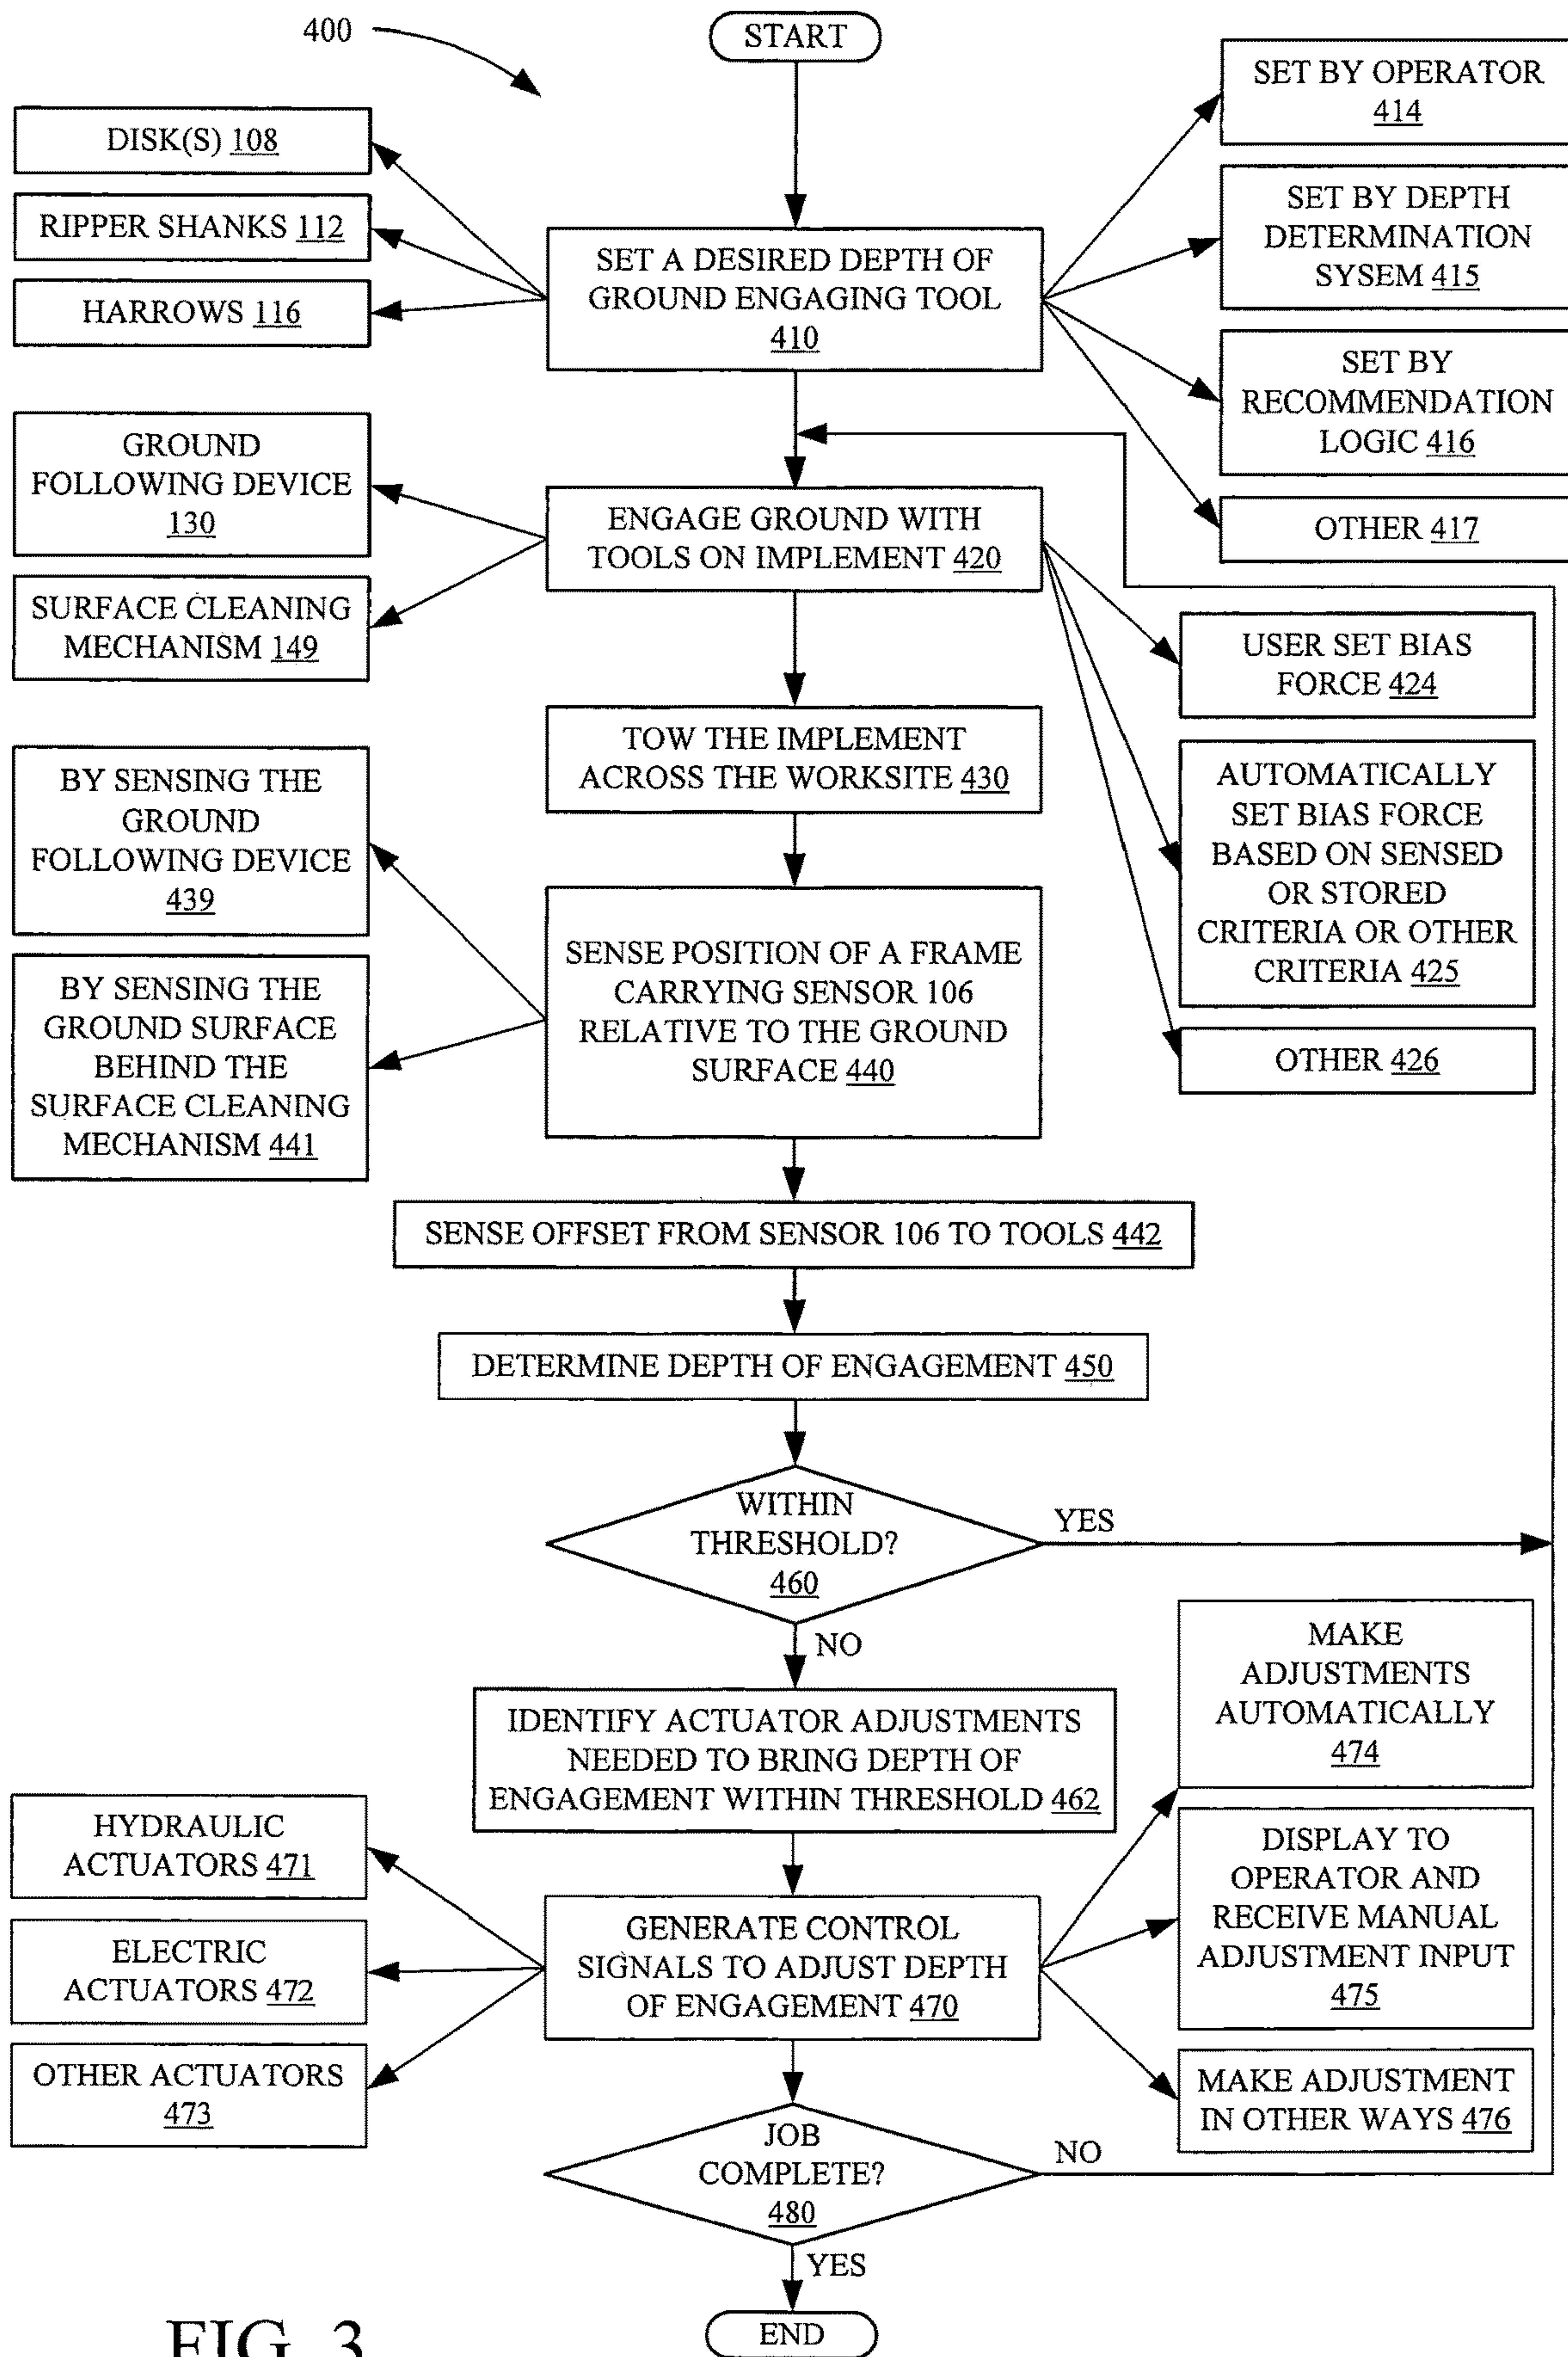 400
START
SET BY OPERATOR
414
DISK(S) 108
RIPPER SHANKS 112
HARROWS 116
SET A DESIRED DEPTH OF
GROUND ENGAGING TOOL
410
SET BY DEPTH
DETERMINATION
SYSEM 415
SET BY
RECOMMENDATION
LOGIC 416
OTHER 417
GROUND
FOLLOWING DEVICE
130
SURFACE CLEANING
MECHANISM 149
ENGAGE GROUND WITH
TOOLS ON IMPLEMENT 420
USER SET BIAS
FORCE 424
AUTOMATICALLY
SET BIAS FORCE
BASED ON SENSED
OR STORED
CRITERIA OR OTHER
CRITERIA 425
OTHER 426
TOW THE IMPLEMENT
ACROSS THE WORKSITE 430
BY SENSING THE
GROUND
FOLLOWING DEVICE
439
BY SENSING THE
GROUND SURFACE
BEHIND THE
SURFACE CLEANING
MECHANISM 441
SENSE POSITION OF A FRAME
CARRYING SENSOR 106
RELATIVE TO THE GROUND
SURFACE 440
SENSE OFFSET FROM SENSOR 106 TO TOOLS 442
DETERMINE DEPTH OF ENGAGEMENT 450
WITHIN
THRESHOLD?
460
YES
NO
IDENTIFY ACTUATOR ADJUSTMENTS
NEEDED TO BRING DEPTH OF
ENGAGEMENT WITHIN THRESHOLD 462
MAKE
ADJUSTMENTS
AUTOMATICALLY
474
HYDRAULIC
ACTUATORS 471
ELECTRIC
ACTUATORS 472
OTHER ACTUATORS
473
GENERATE CONTROL
SIGNALS TO ADJUST DEPTH
OF ENGAGEMENT 470
DISPLAY TO
OPERATOR AND
RECEIVE MANUAL
ADJUSTMENT INPUT
475
MAKE ADJUSTMENT
IN OTHER WAYS 476
JOB
COMPLETE?
480
NO
YES
END
FIG. 3